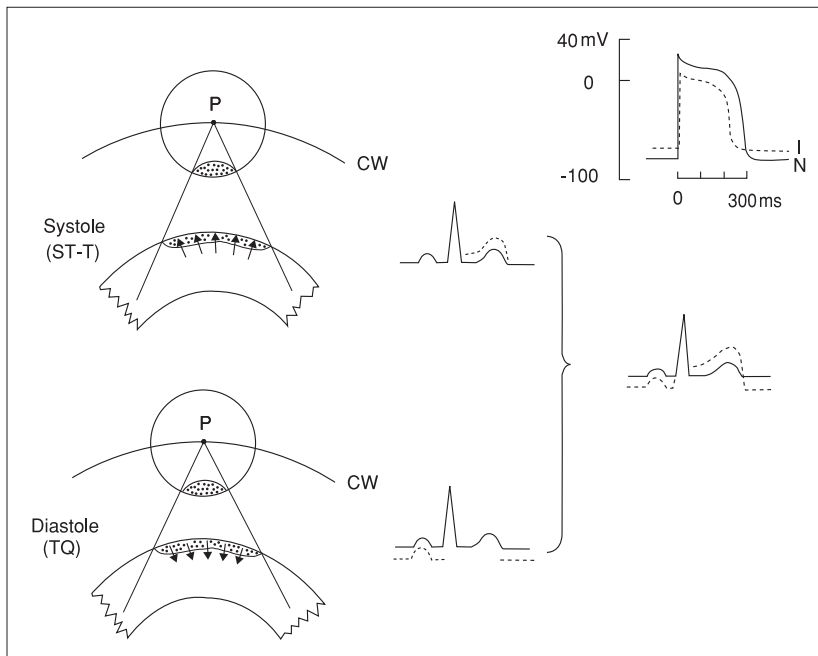 40 mV
0
-100
I
N
0
300 ms
P
CW
Systole
(ST-T)
P
CW
Diastole
(TQ)